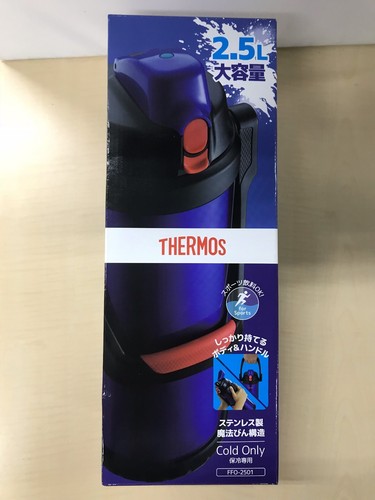 2.5L
大容量
THERMOS
スポーツ飲料OK!
for
Sports
しっかり持てる
ボディ&ハンドル
ステンレス製
魔法びん構造
Cold Only
保冷専用
FFO-2501